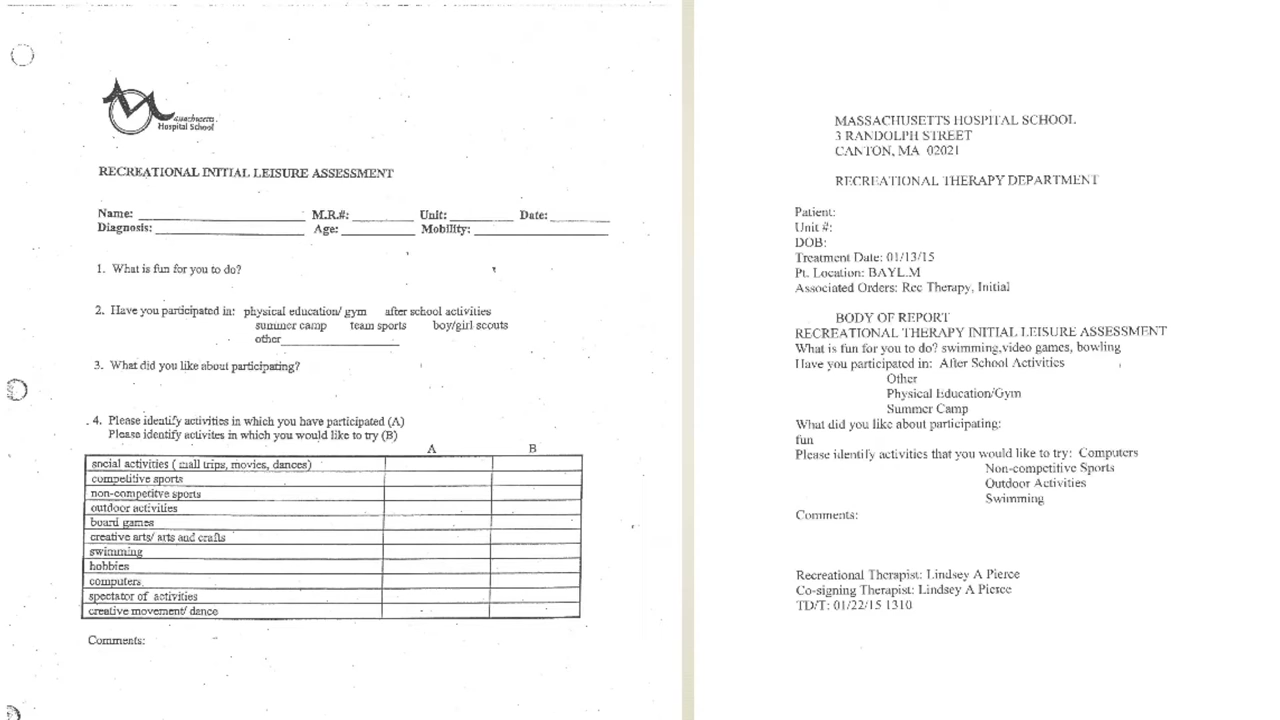 Massachusetts
Hospital School
RECREATIONAL INITIAL LEISURE ASSESSMENT
Name: ____________ M.R.#: ________ Unit: ________ Date: ________
Diagnosis: ____________ Age: ________ Mobility: ____________
1. What is fun for you to do?
2. Have you participated in: physical education/ gym after school activities
summer camp team sports boy/girl scouts
other____________
3. What did you like about participating?
4. Please identify activities in which you have participated (A)
Please identify activites in which you would like to try (B)
A B
social activities ( mall trips, movies, dances)
competitive sports
non-competitve sports
outdoor activities
board games
creative arts/ arts and crafts
swimming
hobbies
computers
spectator of activities
creative movement/ dance
Comments:
MASSACHUSETTS HOSPITAL SCHOOL
3 RANDOLPH STREET
CANTON, MA 02021
RECREATIONAL THERAPY DEPARTMENT
Patient:
Unit #:
DOB:
Treatment Date: 01/13/15
Pt. Location: BAYL.M
Associated Orders: Rec Therapy, Initial
BODY OF REPORT
RECREATIONAL THERAPY INITIAL LEISURE ASSESSMENT
What is fun for you to do? swimming,video games, bowling
Have you participated in: After School Activities
Other
Physical Education/Gym
Summer Camp
What did you like about participating:
fun
Please identify activities that you would like to try: Computers
Non-competitive Sports
Outdoor Activities
Swimming
Comments:
Recreational Therapist: Lindsey A Pierce
Co-signing Therapist: Lindsey A Pierce
TD/T: 01/22/15 1310